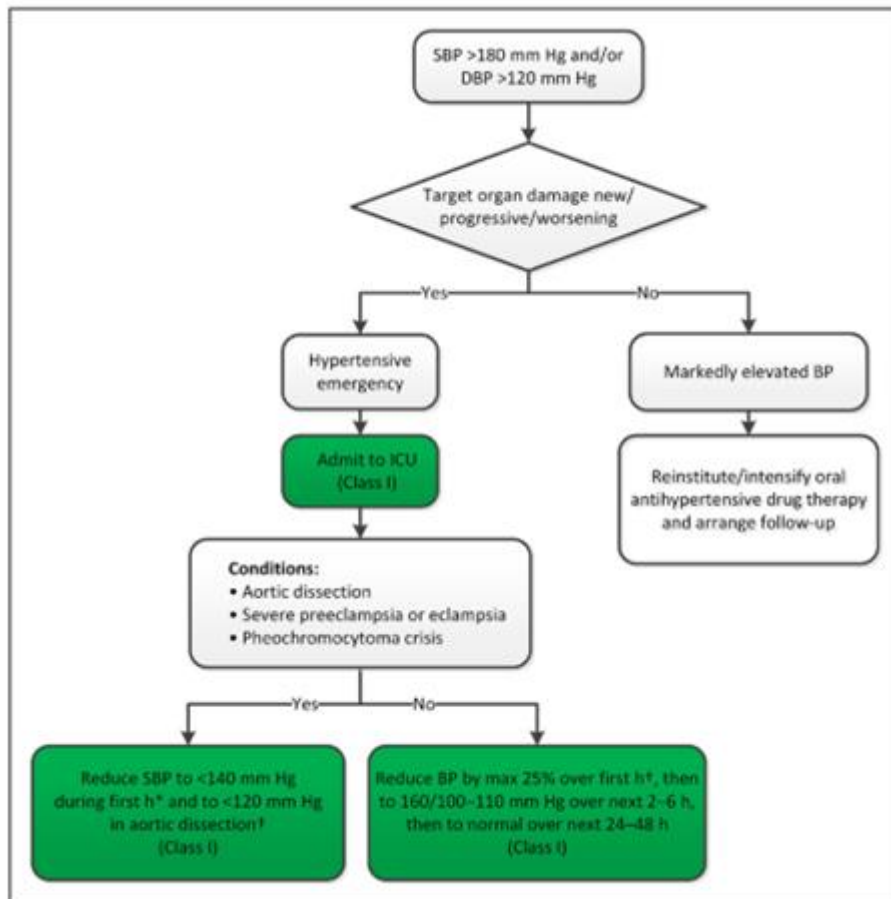 SBP >180 mm Hg and/or
DBP >120 mm Hg
Target organ damage new/
progressive/worsening
Yes
No
Hypertensive
emergency
Markedly elevated BP
Admit to ICU
(Class I)
Reinstitute/intensify oral
antihypertensive drug therapy
and arrange follow-up
Conditions:
• Aortic dissection
• Severe preeclampsia or eclampsia
• Pheochromocytoma crisis
Yes
No
Reduce SBP to <140 mm Hg
during first h* and to <120 mm Hg
in aortic dissection†
(Class I)
Reduce BP by max 25% over first h†, then
to 160/100–110 mm Hg over next 2–6 h,
then to normal over next 24–48 h
(Class I)